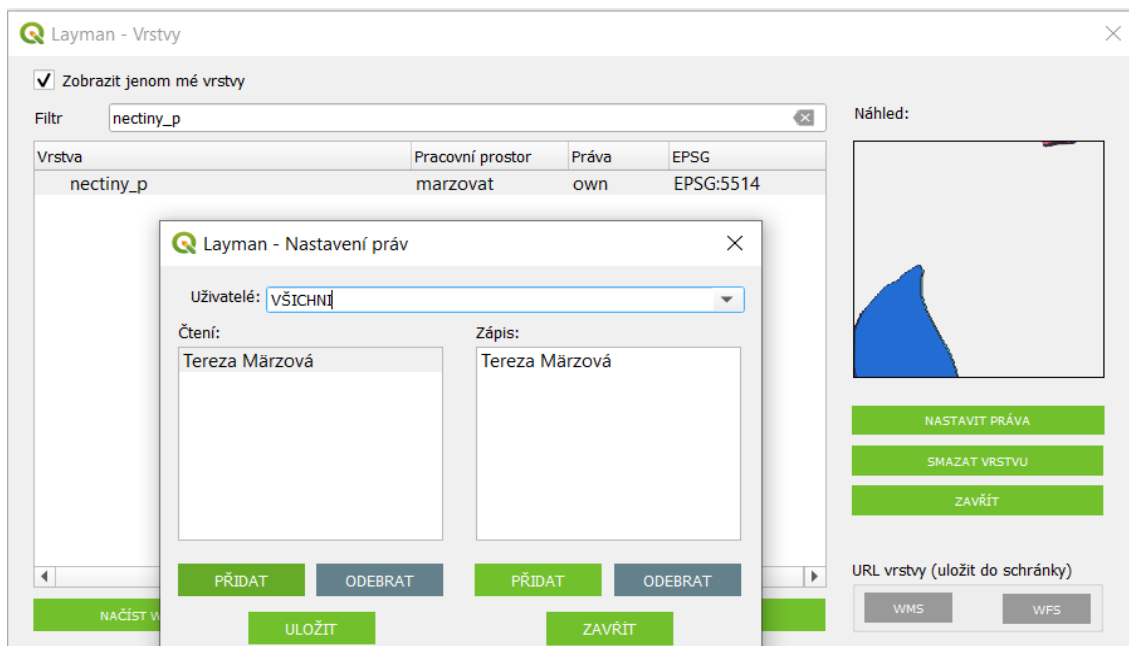 Layman - Vrstvy
Zobrazit jenom mé vrstvy
Filtr nectiny_p
Náhled:
Vrstva Pracovní prostor Práva EPSG
nectiny_p marzovat own EPSG:5514
Layman - Nastavení práv
Uživatelé: VŠICHNI
Čtení: Zápis:
Tereza Märzová Tereza Märzová
NASTAVIT PRÁVA
SMAZAT VRSTVU
ZAVŘÍT
PŘIDAT ODEBRAT PŘIDAT ODEBRAT
URL vrstvy (uložit do schránky)
NAČÍST
WMS WFS
ULOŽIT ZAVŘÍT